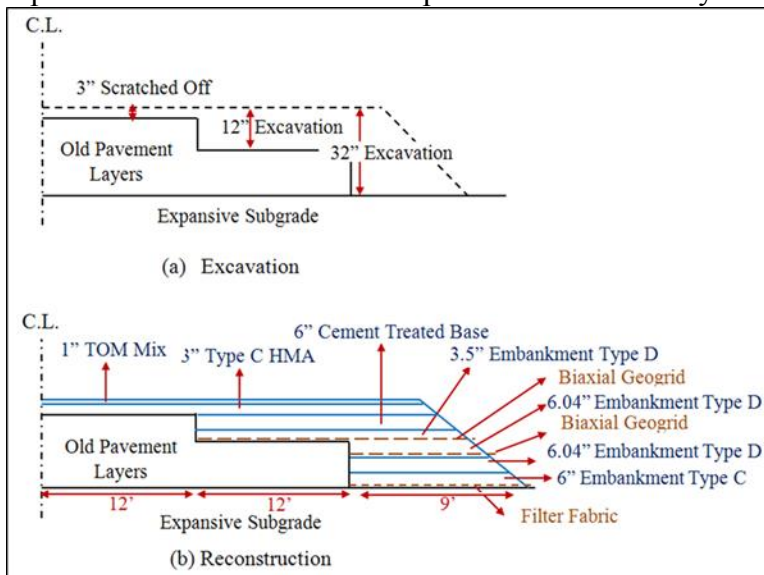 C.L.
3” Scratched Off
12” Excavation
Old Pavement
Layers
32” Excavation
Expansive Subgrade
(a) Excavation
C.L.
6” Cement Treated Base
1” TOM Mix
3” Type C HMA
3.5” Embankment Type D
Biaxial Geogrid
6.04” Embankment Type D
Biaxial Geogrid
6.04” Embankment Type D
Old Pavement
Layers
6” Embankment Type C
12’
12’
9’
Filter Fabric
Expansive Subgrade
(b) Reconstruction